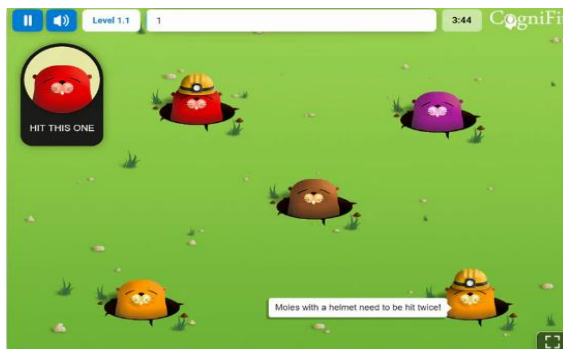 Level 1.1
1
3:44
CogniFit
HIT THIS ONE
Moles with a helmet need to be hit twice!